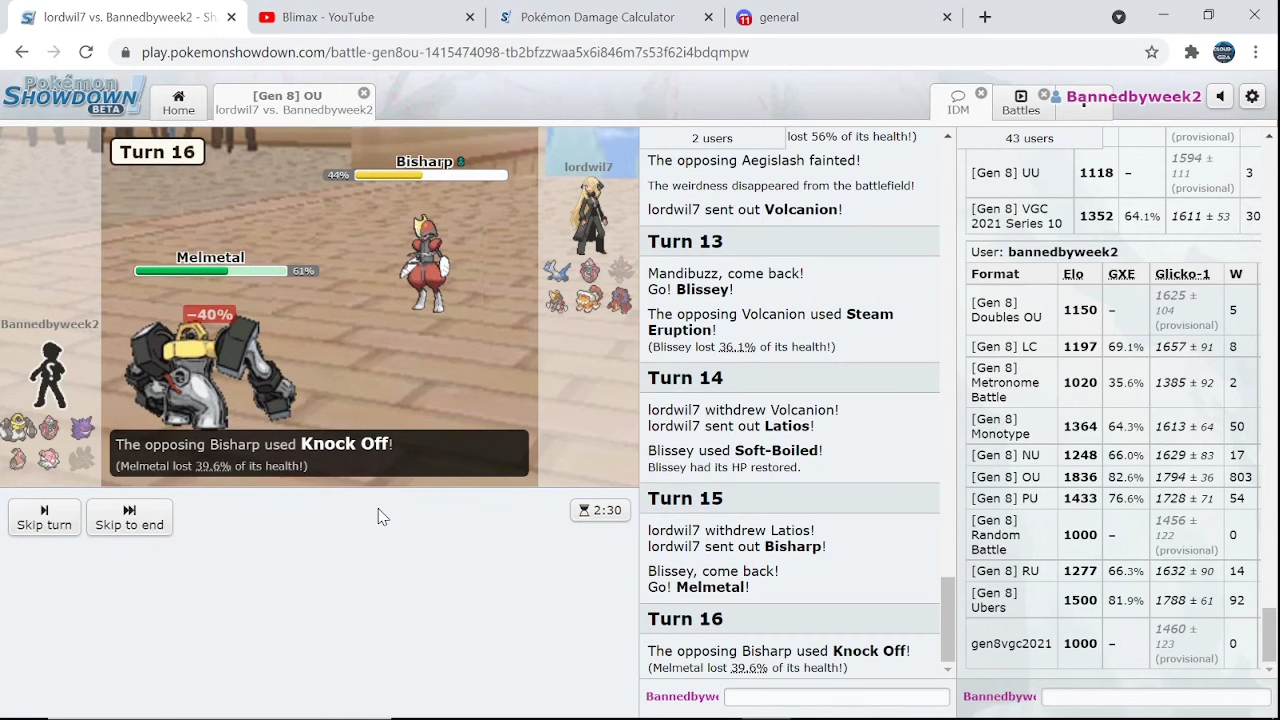 lordwil7 vs. Bannedbyweek2 - Sh
Blimax - YouTube
Pokémon Damage Calculator
11 general
play.pokemonshowdown.com/battle-gen8ou-1415474098-tb2bfzzwaa5x6i846m7s53f62i4bdqmpw
Pokémon
SHOWDOWN!
BETA
Home
[Gen 8] OU
lordwil7 vs. Bannedbyweek2
IDM
Battles
Bannedbyweek2
Turn 16
Bisharp
44%
Melmetal
61%
−40%
lordwil7
Bannedbyweek2
The opposing Bisharp used Knock Off!
(Melmetal lost 39.6% of its health!)
Skip turn
Skip to end
2:30
2 users
lost 56% of its health!)
The opposing Aegislash fainted!
The weirdness disappeared from the battlefield!
lordwil7 sent out Volcanion!
Turn 13
Mandibuzz, come back!
Go! Blissey!
The opposing Volcanion used Steam
Eruption!
(Blissey lost 36.1% of its health!)
Turn 14
lordwil7 withdrew Volcanion!
lordwil7 sent out Latios!
Blissey used Soft-Boiled!
Blissey had its HP restored.
Turn 15
lordwil7 withdrew Latios!
lordwil7 sent out Bisharp!
Blissey, come back!
Go! Melmetal!
Turn 16
The opposing Bisharp used Knock Off!
(Melmetal lost 39.6% of its health!)
Bannedbywe
43 users
(provisional)
[Gen 8] UU 1118 – 1594 ± 111 (provisional) 3
[Gen 8] VGC 2021 Series 10 1352 64.1% 1611 ± 53 30
User: bannedbyweek2
Format Elo GXE Glicko-1 W
[Gen 8] Doubles OU 1150 – 1625 ± 104 (provisional) 5
[Gen 8] LC 1197 69.1% 1657 ± 91 8
[Gen 8] Metronome Battle 1020 35.6% 1385 ± 92 2
[Gen 8] Monotype 1364 64.3% 1613 ± 64 50
[Gen 8] NU 1248 66.0% 1629 ± 83 17
[Gen 8] OU 1836 82.6% 1794 ± 36 803
[Gen 8] PU 1433 76.6% 1728 ± 71 54
[Gen 8] Random Battle 1000 – 1456 ± 122 (provisional) 0
[Gen 8] RU 1277 66.3% 1632 ± 90 14
[Gen 8] Ubers 1500 81.9% 1788 ± 61 92
gen8vgc2021 1000 – 1460 ± 123 (provisional) 0
Bannedbywe